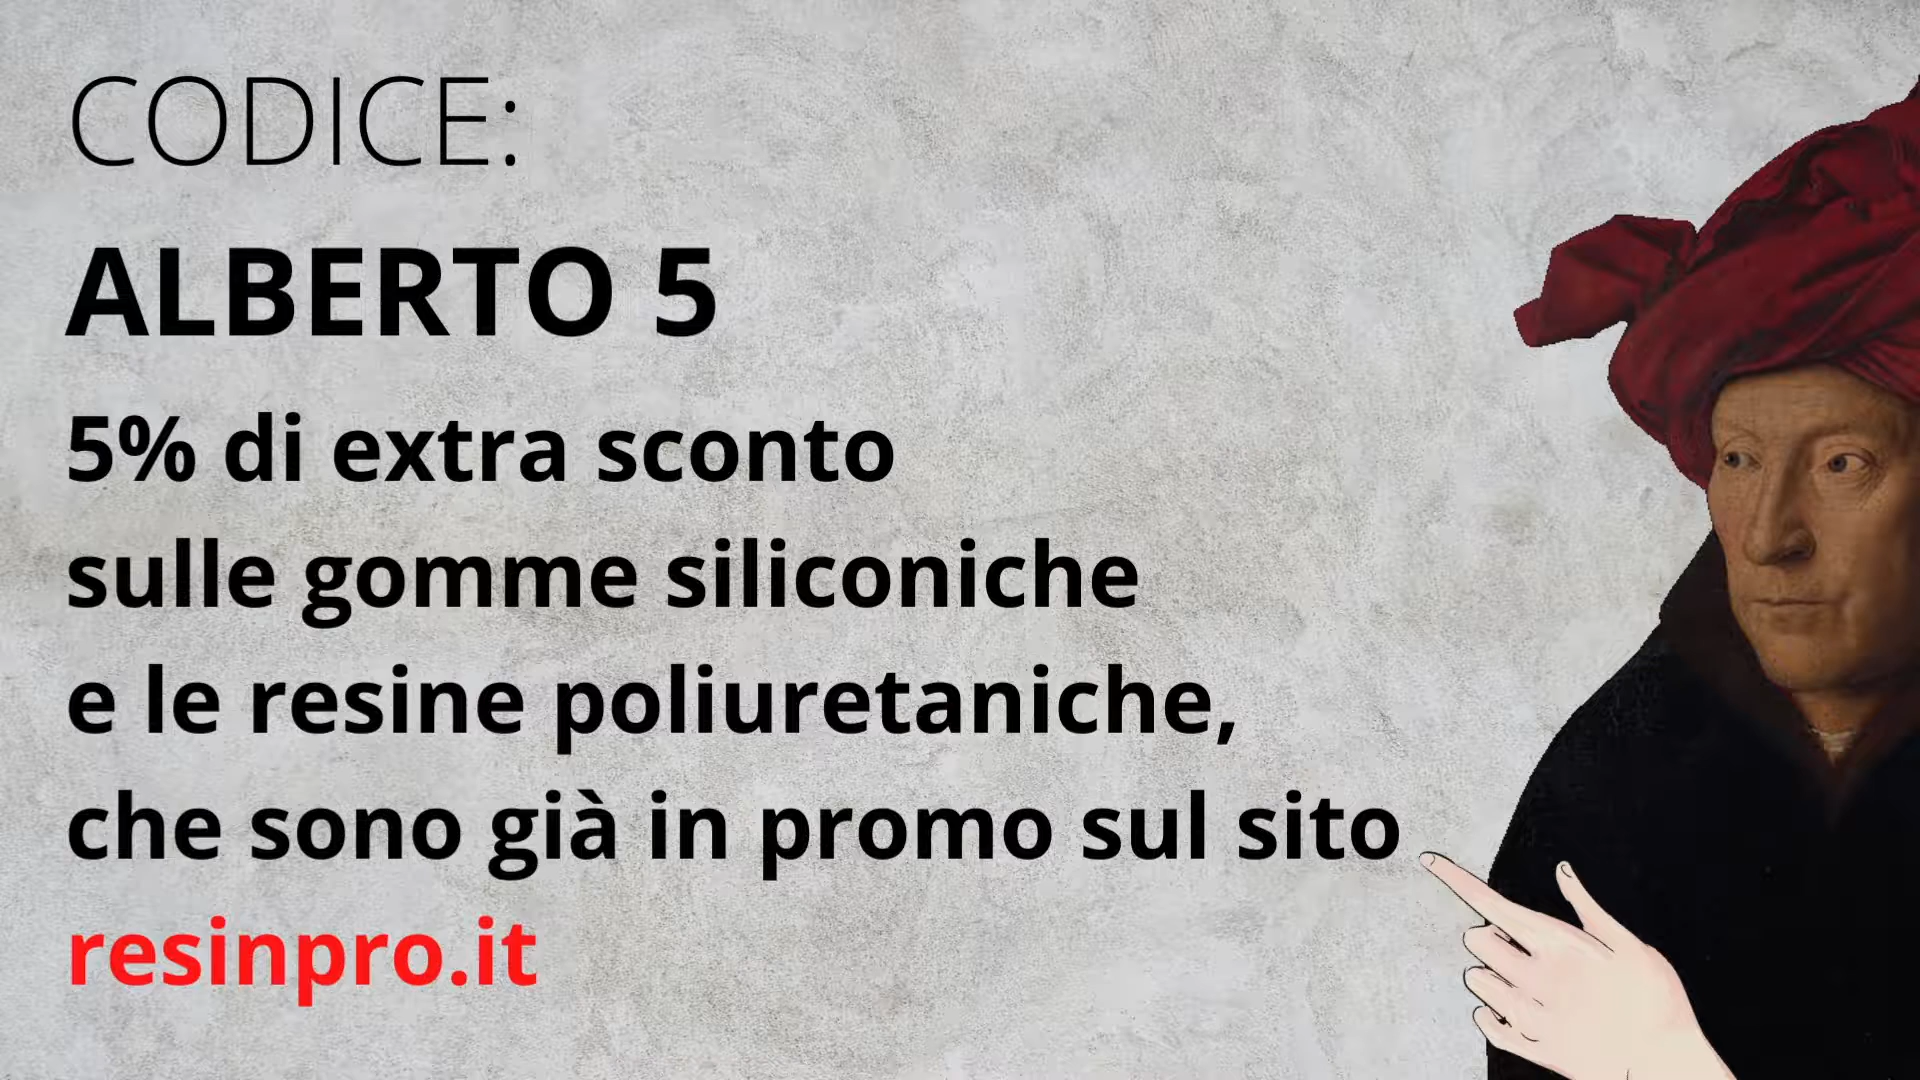 CODICE:
ALBERTO 5
5% di extra sconto
sulle gomme siliconiche
e le resine poliuretaniche,
che sono già in promo sul sito
resinpro.it